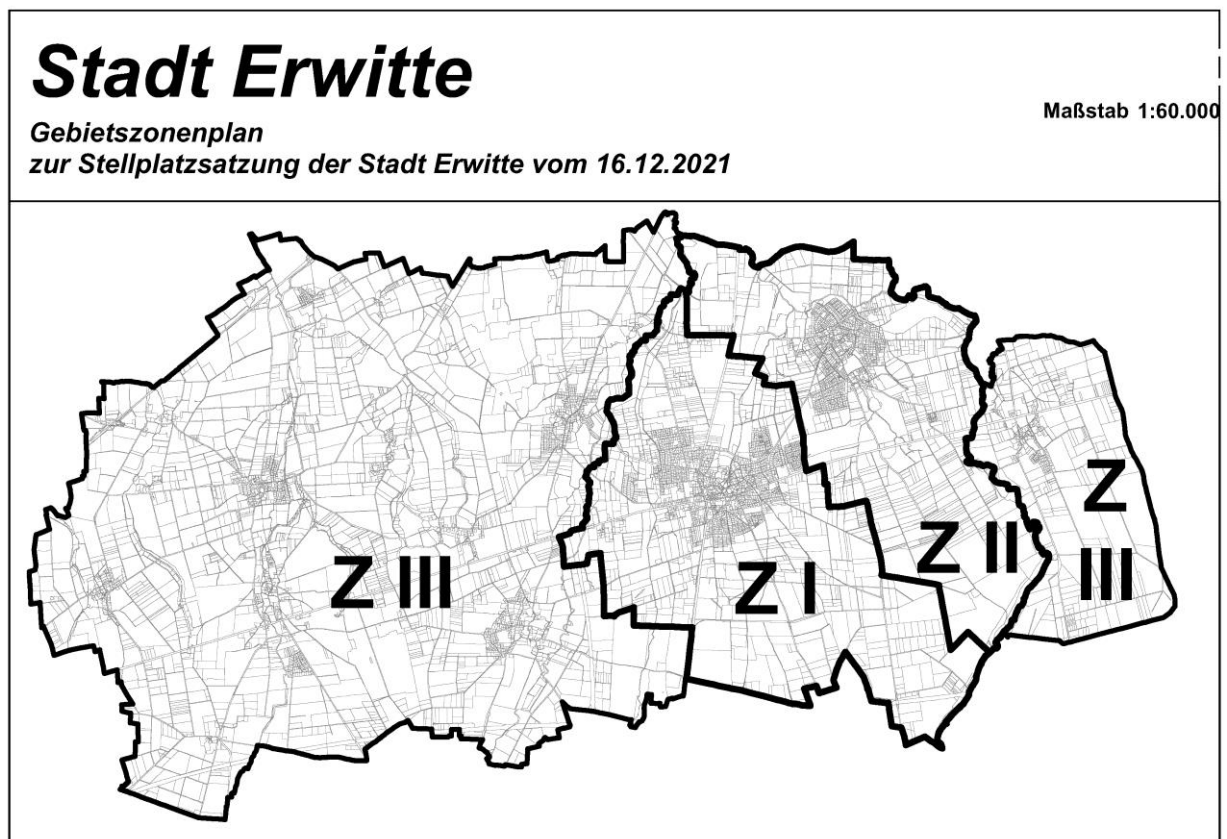 Stadt Erwitte
Gebietszonenplan
zur Stellplatzsatzung der Stadt Erwitte vom 16.12.2021
Maßstab 1:60.000
Z III
Z I
Z II
Z
III